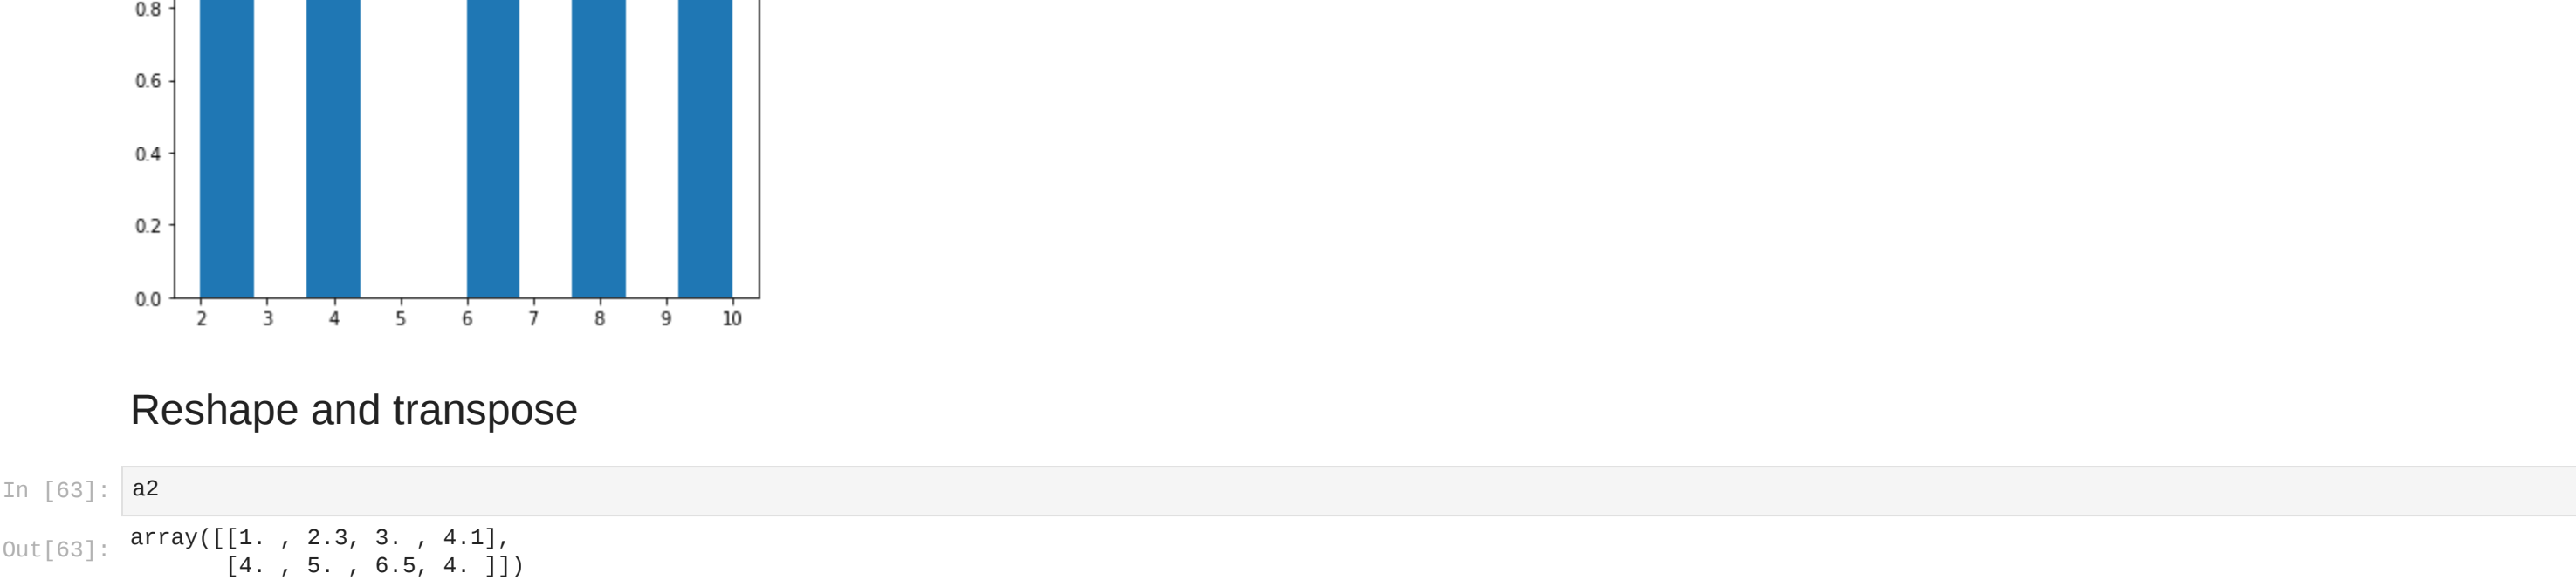 0.8
0.6
0.4
0.2
0.0
2 3 4 5 6 7 8 9 10
Reshape and transpose
In [63]: a2
Out[63]: array([[1. , 2.3, 3. , 4.1],
[4. , 5. , 6.5, 4. ]])